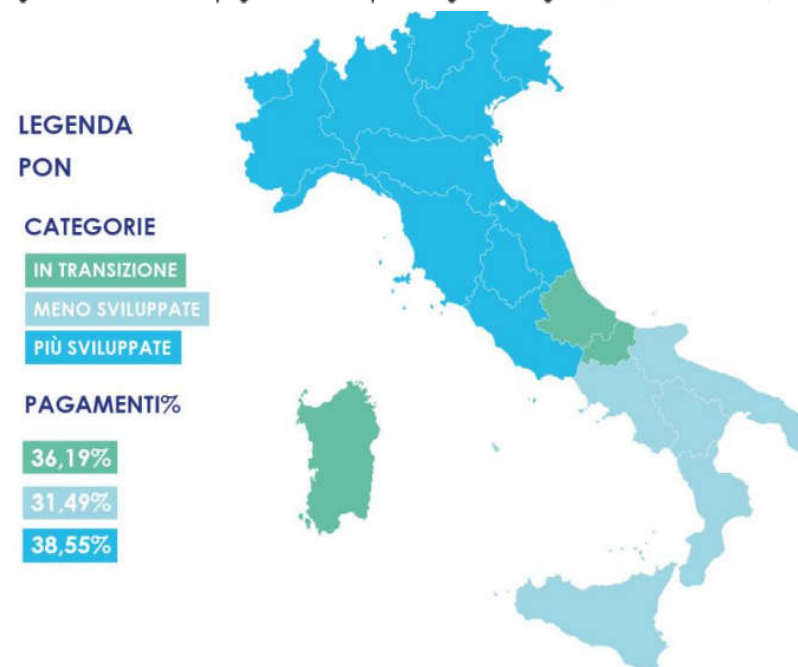 LEGENDA
PON
CATEGORIE
IN TRANSIZIONE
MENO SVILUPPATE
PIÙ SVILUPPATE
PAGAMENTI%
36,19%
31,49%
38,55%